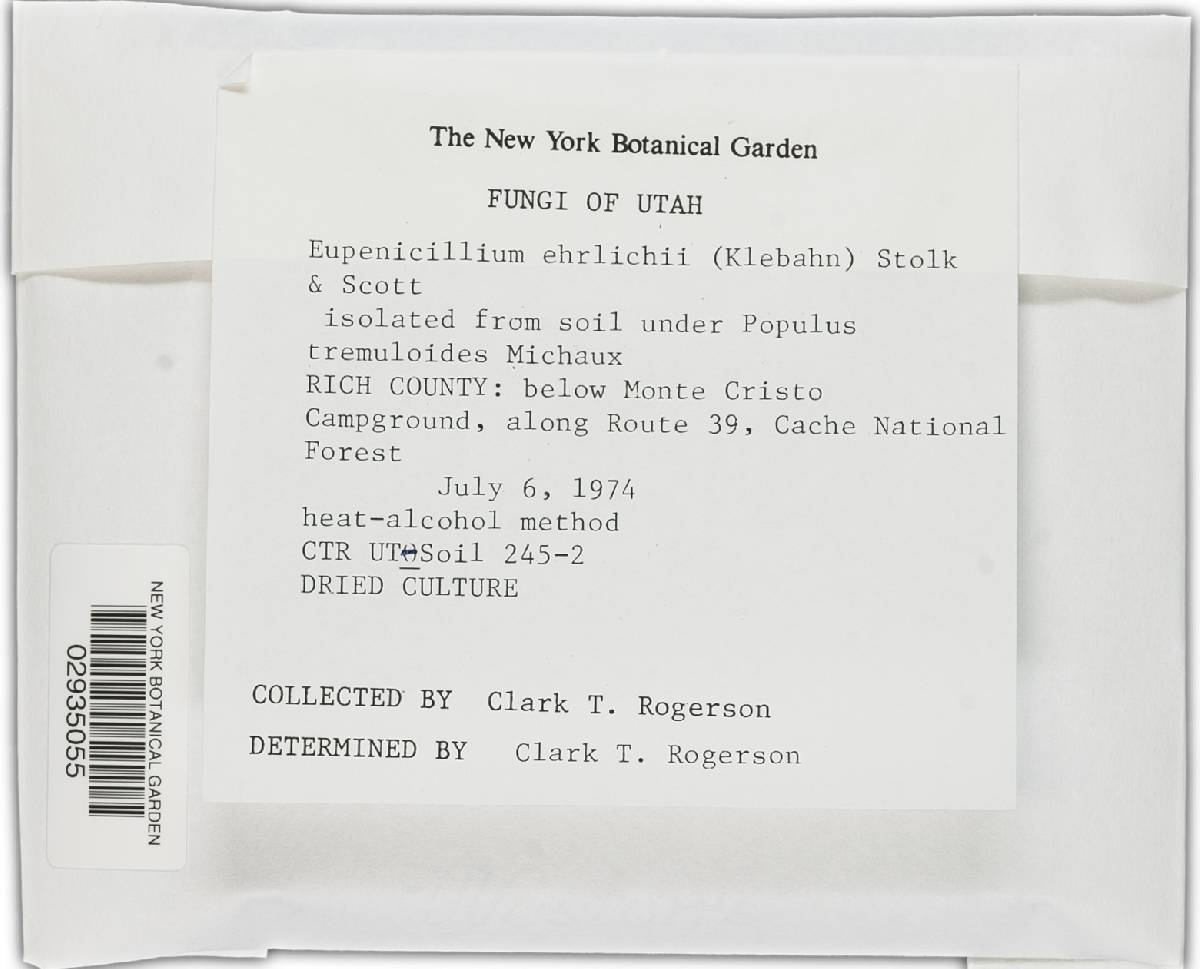 The New York Botanical Garden
FUNGI OF UTAH
Eupenicillium ehrlichii (Klebahn) Stolk
& Scott
isolated from soil under Populus
tremuloides Michaux
RICH COUNTY: below Monte Cristo
Campground, along Route 39, Cache National
Forest
July 6, 1974
heat-alcohol method
CTR UT-Soil 245-2
DRIED CULTURE
COLLECTED BY Clark T. Rogerson
DETERMINED BY Clark T. Rogerson
NEW YORK BOTANICAL GARDEN
02935055